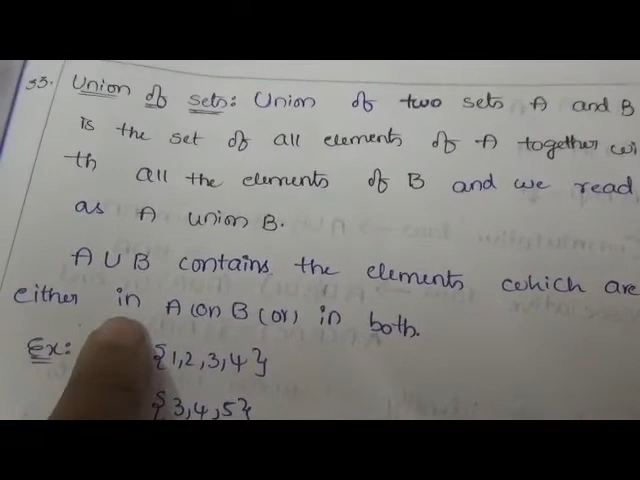 33. Union of sets: Union of two sets A and B
is the set of all elements of A together wi
th all the elements of B and we read
as A union B.
A ∪ B contains the elements which are
either in A (or) B (or) in both.
Ex: {1,2,3,4}
{3,4,5}